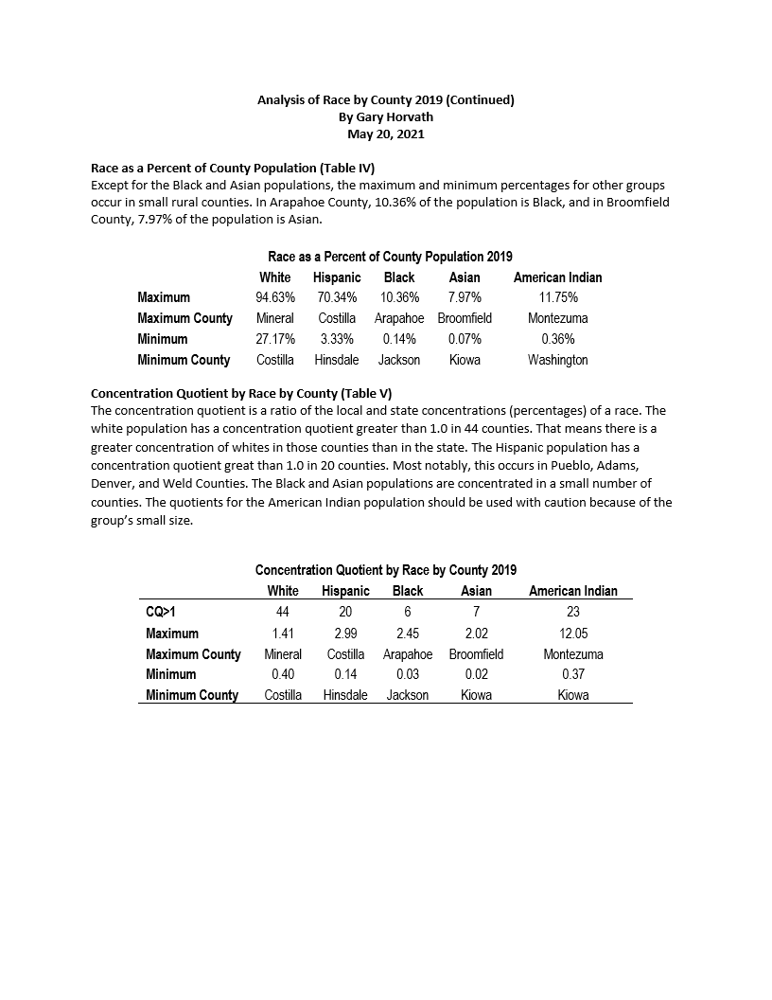 Analysis of Race by County 2019 (Continued)
By Gary Horvath
May 20, 2021
Race as a Percent of County Population (Table IV)
Except for the Black and Asian populations, the maximum and minimum percentages for other groups
occur in small rural counties. In Arapahoe County, 10.36% of the population is Black, and in Broomfield
County, 7.97% of the population is Asian.
Race as a Percent of County Population 2019
White Hispanic Black Asian American Indian
Maximum 94.63% 70.34% 10.36% 7.97% 11.75%
Maximum County Mineral Costilla Arapahoe Broomfield Montezuma
Minimum 27.17% 3.33% 0.14% 0.07% 0.36%
Minimum County Costilla Hinsdale Jackson Kiowa Washington
Concentration Quotient by Race by County (Table V)
The concentration quotient is a ratio of the local and state concentrations (percentages) of a race. The
white population has a concentration quotient greater than 1.0 in 44 counties. That means there is a
greater concentration of whites in those counties than in the state. The Hispanic population has a
concentration quotient great than 1.0 in 20 counties. Most notably, this occurs in Pueblo, Adams,
Denver, and Weld Counties. The Black and Asian populations are concentrated in a small number of
counties. The quotients for the American Indian population should be used with caution because of the
group’s small size.
Concentration Quotient by Race by County 2019
White Hispanic Black Asian American Indian
CQ>1 44 20 6 7 23
Maximum 1.41 2.99 2.45 2.02 12.05
Maximum County Mineral Costilla Arapahoe Broomfield Montezuma
Minimum 0.40 0.14 0.03 0.02 0.37
Minimum County Costilla Hinsdale Jackson Kiowa Kiowa